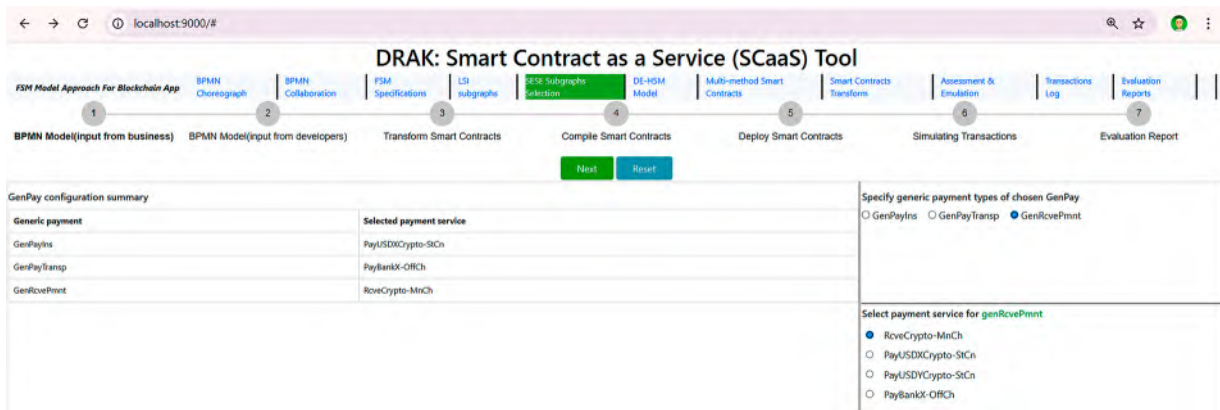 localhost:9000/#
DRAK: Smart Contract as a Service (SCaaS) Tool
FSM Model Approach For Blockchain App
BPMN Choreograph
BPMN Collaboration
FSM Specifications
LSI subgraphs
SESE Subgraphs Selection
DE-HSM Model
Multi-method Smart Contracts
Smart Contracts Transform
Assessment & Emulation
Transactions Log
Evaluation Reports
1 2 3 4 5 6 7
BPMN Model(input from business) BPMN Model(input from developers) Transform Smart Contracts Compile Smart Contracts Deploy Smart Contracts Simulating Transactions Evaluation Report
Next Reset
GenPay configuration summary
Generic payment Selected payment service
GenPayIns PayUSDXCrypto-StCn
GenPayTransp PayBankX-OffCh
GenRcvePmnt RcveCrypto-MnCh
Specify generic payment types of chosen GenPay
GenPayIns GenPayTransp GenRcvePmnt
Select payment service for genRcvePmnt
RcveCrypto-MnCh
PayUSDXCrypto-StCn
PayUSDYCrypto-StCn
PayBankX-OffCh